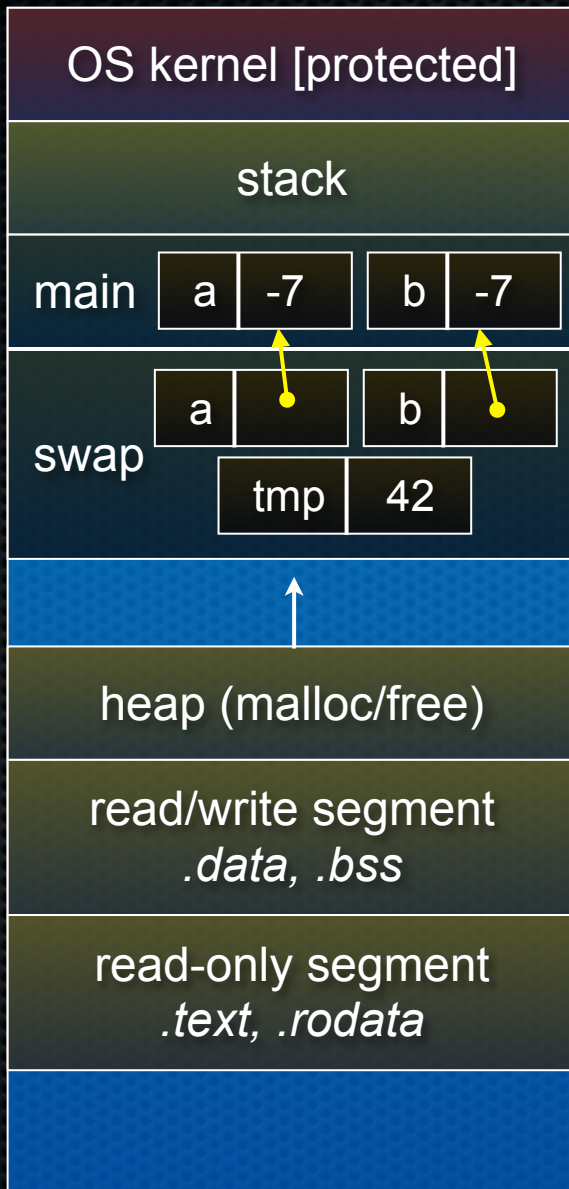 OS kernel [protected]
stack
main a -7 b -7
swap a b
tmp 42
heap (malloc/free)
read/write segment
.data, .bss
read-only segment
.text, .rodata